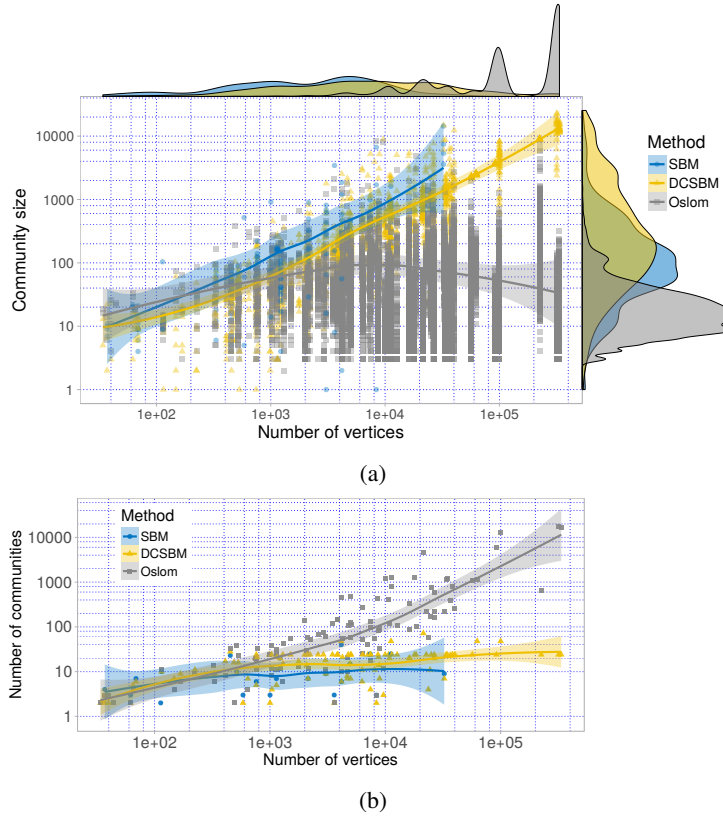 10000
1000
100
10
1
Community size
1e+02 1e+03 1e+04 1e+05
Number of vertices
Method
SBM
DCSBM
Oslom
(a)
10000
1000
100
10
1
Number of communities
Method
SBM
DCSBM
Oslom
1e+02 1e+03 1e+04 1e+05
Number of vertices
(b)